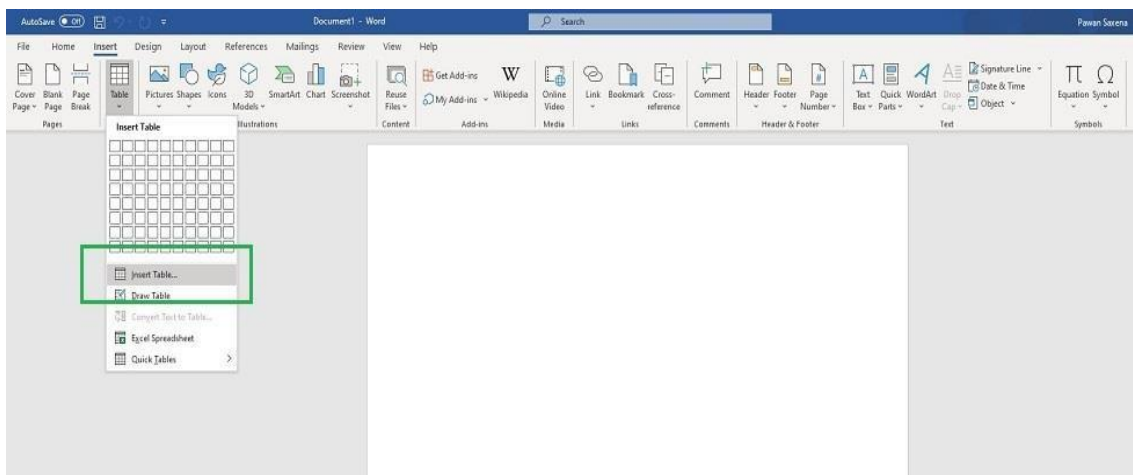 AutoSave Off Document1 - Word Search Pawan Saxena
File Home Insert Design Layout References Mailings Review View Help
Cover Page Blank Page Page Break Table Pictures Shapes Icons 3D Models SmartArt Chart Screenshot Reuse Files Get Add-ins My Add-ins Wikipedia Online Video Link Bookmark Cross-reference Comment Header Footer Page Number Text Box Quick Parts WordArt Drop Cap Signature Line Date & Time Object Equation Symbol
Pages Illustrations Content Add-ins Media Links Comments Header & Footer Text Symbols
Insert Table
Insert Table...
Draw Table
Convert Text to Table...
Excel Spreadsheet
Quick Tables